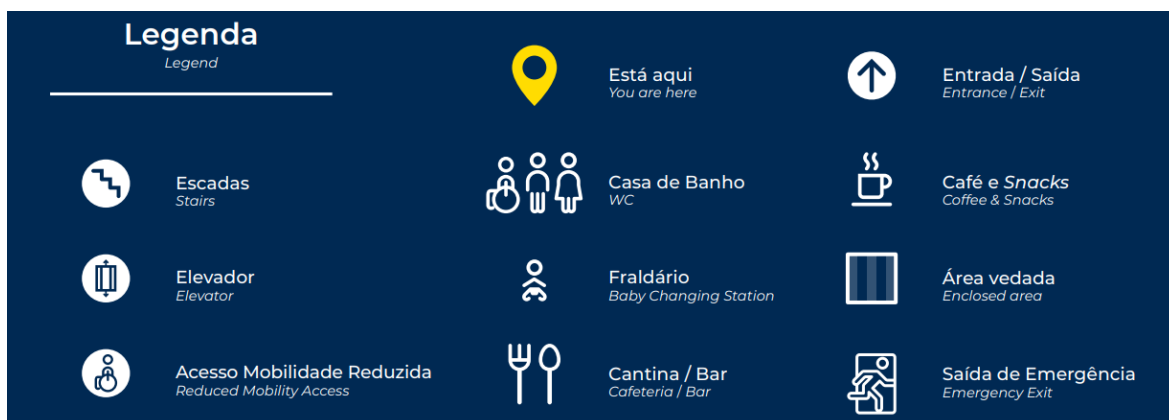 Legenda
Legend
Escadas
Stairs
Elevador
Elevator
Acesso Mobilidade Reduzida
Reduced Mobility Access
Está aqui
You are here
Casa de Banho
WC
Fraldário
Baby Changing Station
Cantina / Bar
Cafeteria / Bar
Entrada / Saída
Entrance / Exit
Café e Snacks
Coffee & Snacks
Área vedada
Enclosed area
Saída de Emergência
Emergency Exit